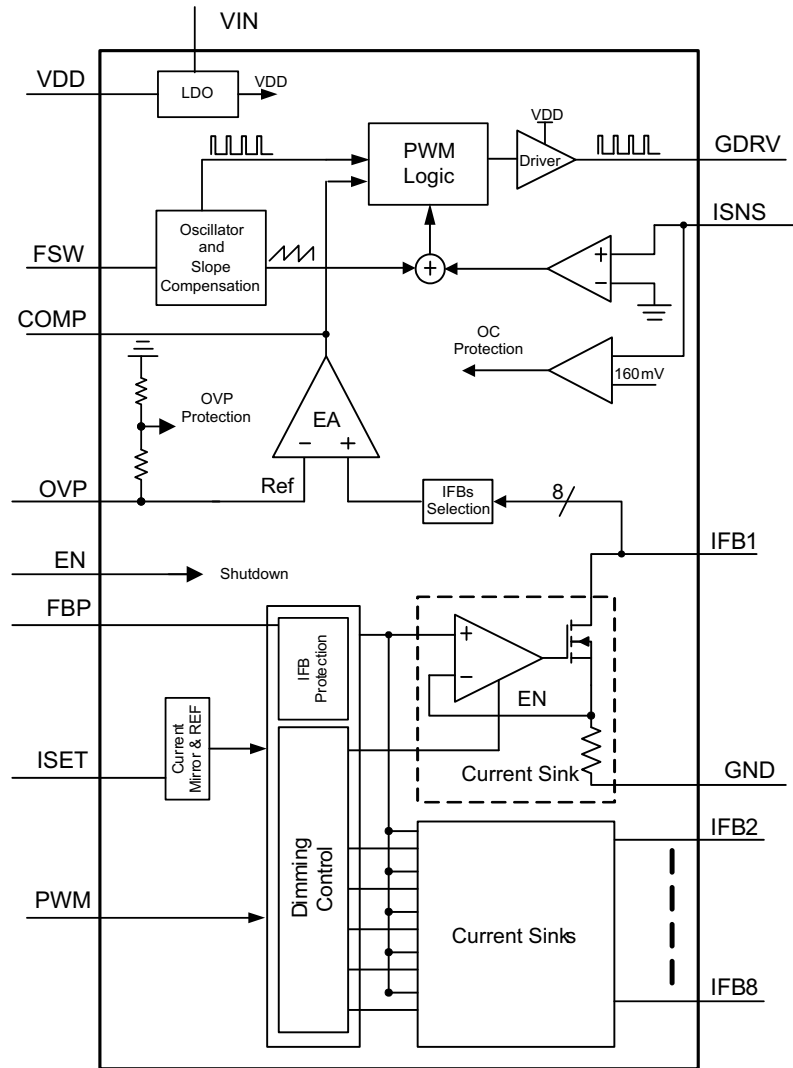 VIN
VDD
LDO
VDD
VDD
PWM
Logic
Driver
GDRV
ISNS
FSW
Oscillator
and
Slope
Compensation
+
+
−
COMP
OC
Protection
160mV
OVP
Protection
EA
−
+
OVP
Ref
IFBs
Selection
8
IFB1
EN
Shutdown
FBP
IFB
Protection
+
−
EN
Current
Mirror & REF
ISET
Current Sink
GND
IFB2
Dimming
Control
PWM
Current Sinks
IFB8